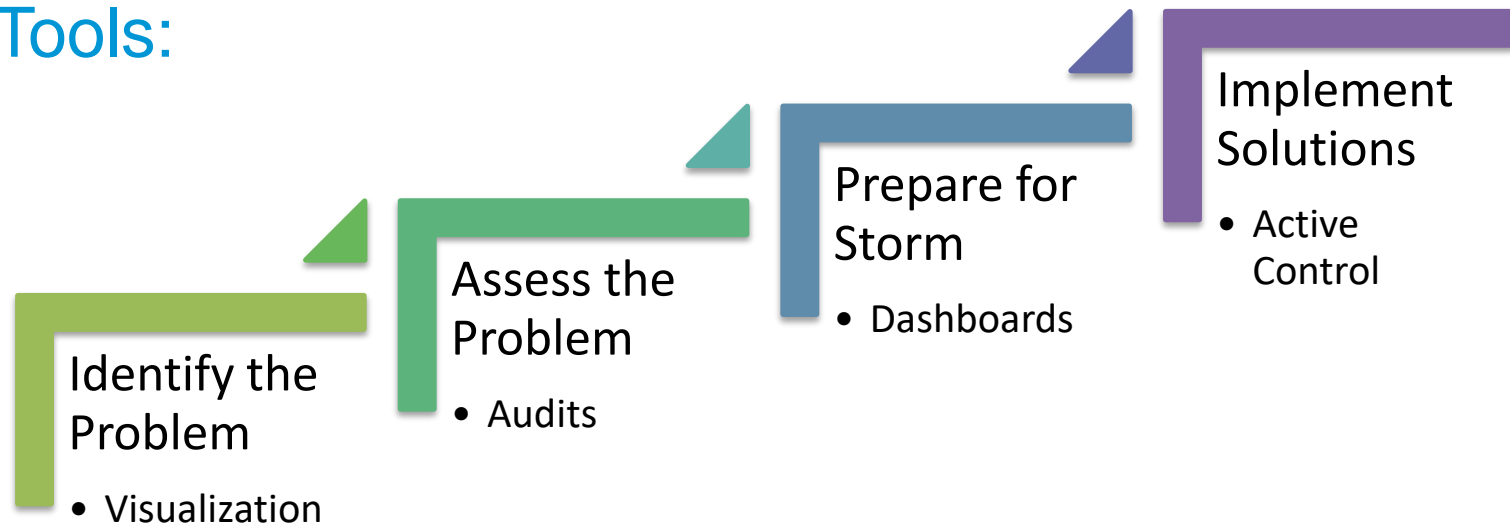 Tools:
Identify the
Problem
• Visualization
Assess the
Problem
• Audits
Prepare for
Storm
• Dashboards
Implement
Solutions
• Active
Control